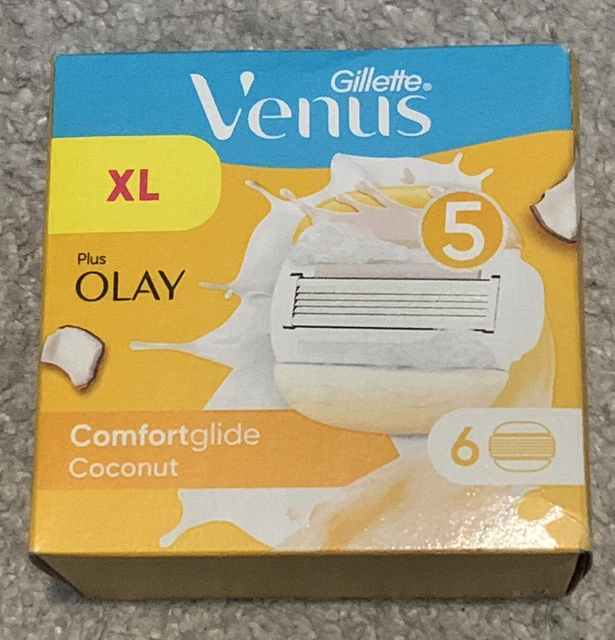 Gillette®
Venus
XL
5
Plus
OLAY
Comfortglide
Coconut
6